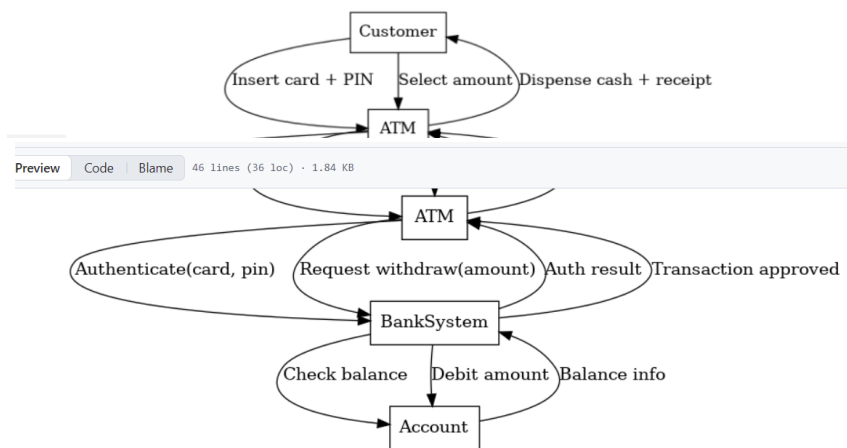 Customer
Insert card + PIN Select amount Dispense cash + receipt
ATM
Preview Code Blame 46 lines (36 loc) · 1.84 KB
ATM
Authenticate(card, pin) Request withdraw(amount) Auth result Transaction approved
BankSystem
Check balance Debit amount Balance info
Account